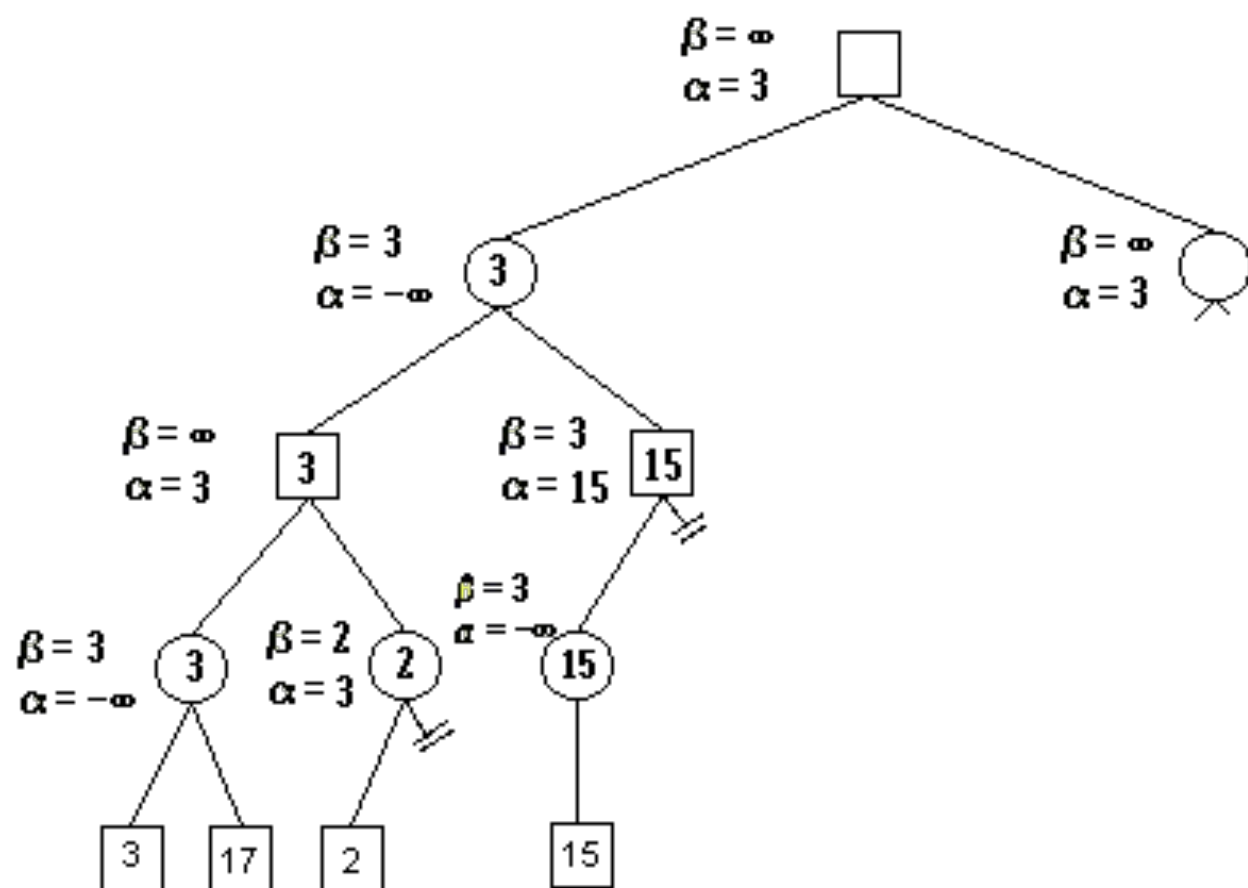 β = ∞
α = 3
β = 3
α = -∞
3
β = ∞
α = 3
β = ∞
α = 3
3
β = 3
α = 15
15
β = 3
α = -∞
3
β = 2
α = 3
2
β = 3
α = -∞
15
3
17
2
15